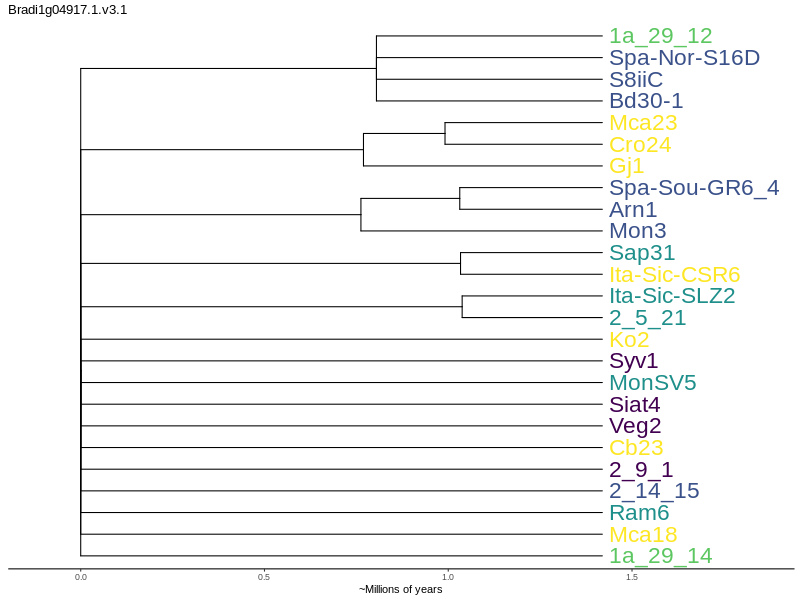 Bradi1g04917.1.v3.1
1a_29_12
Spa-Nor-S16D
S8iiC
Bd30-1
Mca23
Cro24
Gj1
Spa-Sou-GR6_4
Arn1
Mon3
Sap31
Ita-Sic-CSR6
Ita-Sic-SLZ2
2_5_21
Ko2
Syv1
MonSV5
Siat4
Veg2
Cb23
2_9_1
2_14_15
Ram6
Mca18
1a_29_14
0.0 0.5 1.0 1.5
~Millions of years